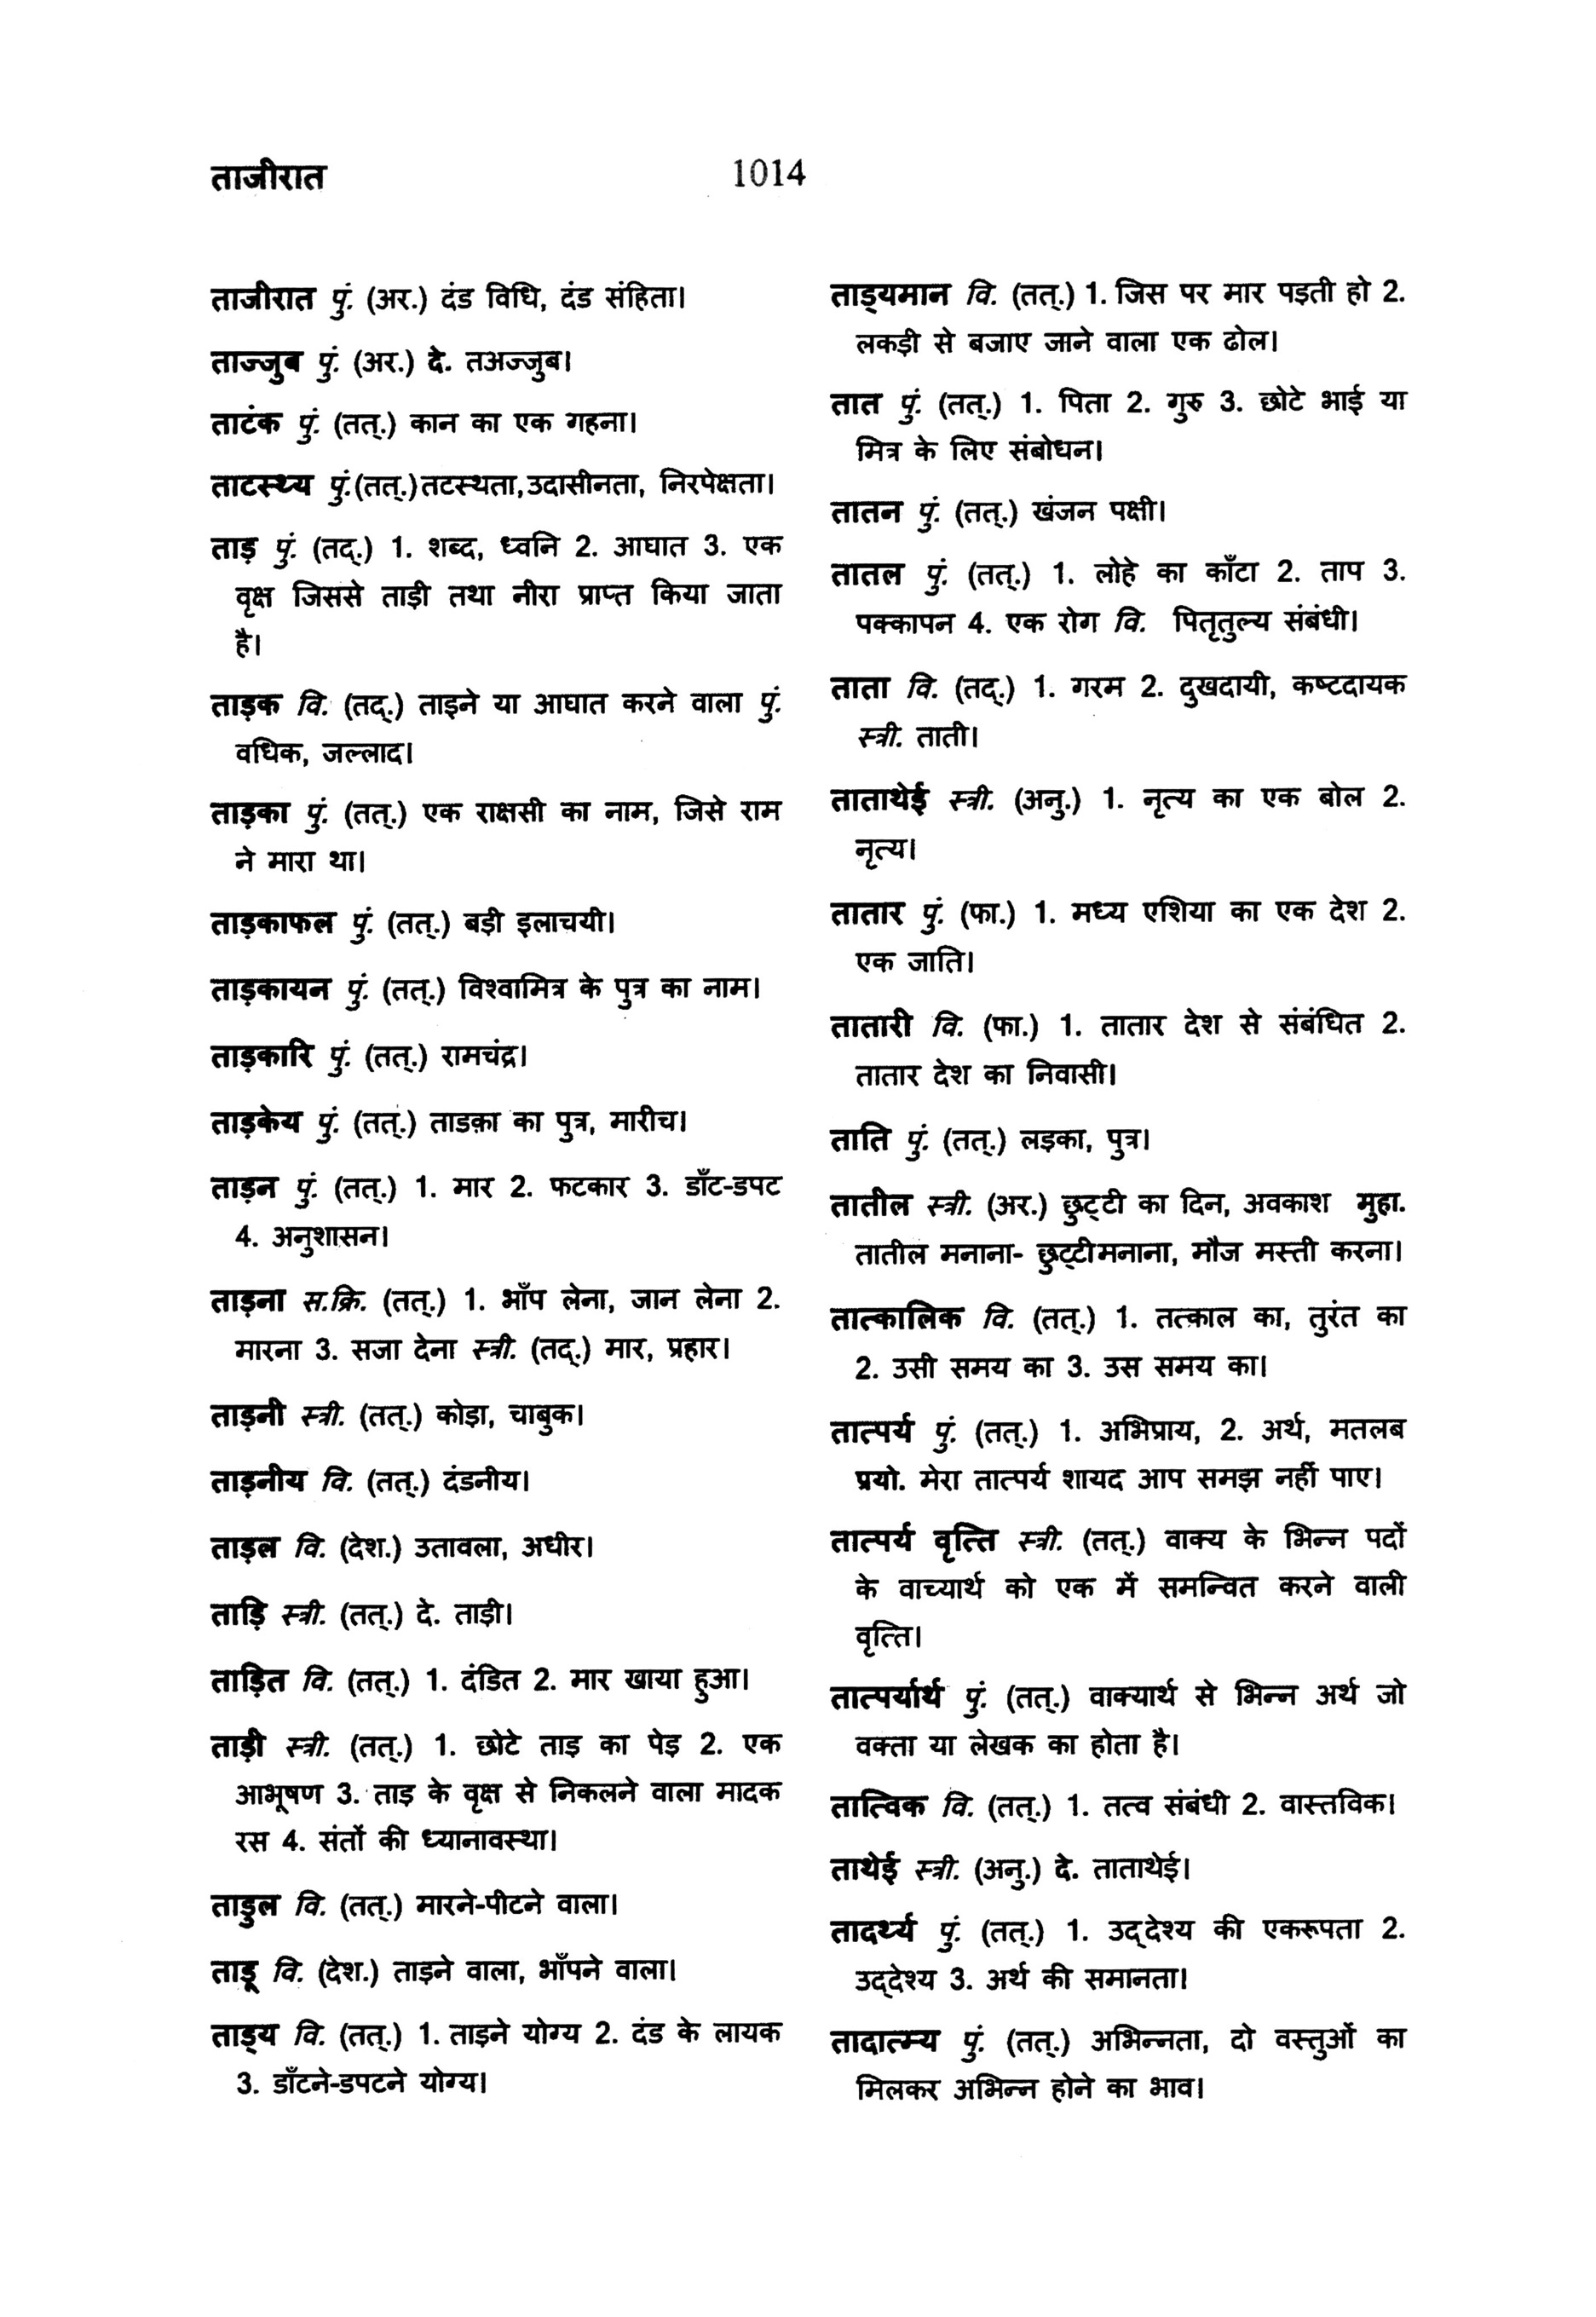 ताजीरात
1014
ताजीरात पुं. (अर.) दंड विधि, दंड संहिता।
ताज्जुब पुं. (अर.) दे. तअज्जुब।
ताटंक पुं. (तत्.) कान का एक गहना।
ताटस्थ्य पुं.(तत्.)तटस्थता,उदासीनता, निरपेक्षता।
ताड़ पुं. (तद्.) 1. शब्द, ध्वनि 2. आघात 3. एक
वृक्ष जिससे ताड़ी तथा नीरा प्राप्त किया जाता
है।
ताड़क वि. (तद्.) ताड़ने या आघात करने वाला पुं.
वधिक, जल्लाद।
ताड़का पुं. (तत्.) एक राक्षसी का नाम, जिसे राम
ने मारा था।
ताड़काफल पुं. (तत्.) बड़ी इलाचयी।
ताड़कायन पुं. (तत्.) विश्वामित्र के पुत्र का नाम।
ताड़कारि पुं. (तत्.) रामचंद्र।
ताड़केय पुं. (तत्.) ताडक़ा का पुत्र, मारीच।
ताड़न पुं. (तत्.) 1. मार 2. फटकार 3. डाँट-डपट
4. अनुशासन।
ताड़ना स.क्रि. (तत्.) 1. भाँप लेना, जान लेना 2.
मारना 3. सजा देना स्त्री. (तद्.) मार, प्रहार।
ताड़नी स्त्री. (तत्.) कोड़ा, चाबुक।
ताड़नीय वि. (तत्.) दंडनीय।
ताड़ल वि. (देश.) उतावला, अधीर।
ताड़ि स्त्री. (तत्.) दे. ताड़ी।
ताड़ित वि. (तत्.) 1. दंडित 2. मार खाया हुआ।
ताड़ी स्त्री. (तत्.) 1. छोटे ताड़ का पेड़ 2. एक
आभूषण 3. ताड़ के वृक्ष से निकलने वाला मादक
रस 4. संतों की ध्यानावस्था।
ताड़ुल वि. (तत्.) मारने-पीटने वाला।
ताड़ू वि. (देश.) ताड़ने वाला, भाँपने वाला।
ताड़्य वि. (तत्.) 1. ताड़ने योग्य 2. दंड के लायक
3. डाँटने-डपटने योग्य।
ताड़्यमान वि. (तत्.) 1. जिस पर मार पड़ती हो 2.
लकड़ी से बजाए जाने वाला एक ढोल।
तात पुं. (तत्.) 1. पिता 2. गुरु 3. छोटे भाई या
मित्र के लिए संबोधन।
तातन पुं. (तत्.) खंजन पक्षी।
तातल पुं. (तत्.) 1. लोहे का काँटा 2. ताप 3.
पक्कापन 4. एक रोग वि. पितृतुल्य संबंधी।
ताता वि. (तद्.) 1. गरम 2. दुखदायी, कष्टदायक
स्त्री. ताती।
ताताथेई स्त्री. (अनु.) 1. नृत्य का एक बोल 2.
नृत्य।
तातार पुं. (फा.) 1. मध्य एशिया का एक देश 2.
एक जाति।
तातारी वि. (फा.) 1. तातार देश से संबंधित 2.
तातार देश का निवासी।
ताति पुं. (तत्.) लड़का, पुत्र।
तातील स्त्री. (अर.) छुट्टी का दिन, अवकाश मुहा.
तातील मनाना- छुट्टीमनाना, मौज मस्ती करना।
तात्कालिक वि. (तत्.) 1. तत्काल का, तुरंत का
2. उसी समय का 3. उस समय का।
तात्पर्य पुं. (तत्.) 1. अभिप्राय, 2. अर्थ, मतलब
प्रयो. मेरा तात्पर्य शायद आप समझ नहीं पाए।
तात्पर्य वृत्ति स्त्री. (तत्.) वाक्य के भिन्न पदों
के वाच्यार्थ को एक में समन्वित करने वाली
वृत्ति।
तात्पर्यार्थ पुं. (तत्.) वाक्यार्थ से भिन्न अर्थ जो
वक्ता या लेखक का होता है।
तात्विक वि. (तत्.) 1. तत्व संबंधी 2. वास्तविक।
ताथेई स्त्री. (अनु.) दे. ताताथेई।
तादर्थ्य पुं. (तत्.) 1. उद्देश्य की एकरूपता 2.
उद्देश्य 3. अर्थ की समानता।
तादात्म्य पुं. (तत्.) अभिन्नता, दो वस्तुओं का
मिलकर अभिन्न होने का भाव।